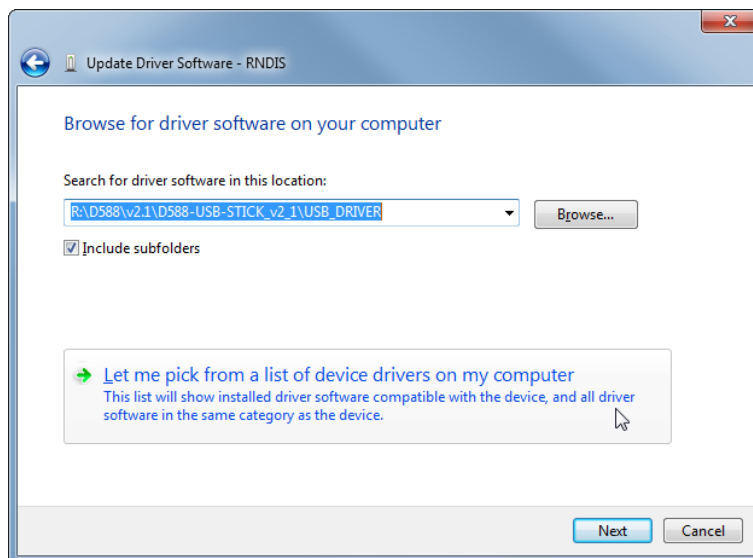 Update Driver Software - RNDIS
Browse for driver software on your computer
Search for driver software in this location:
R:\D588\v2.1\D588-USB-STICK_v2_1\USB_DRIVER
Browse...
Include subfolders
Let me pick from a list of device drivers on my computer
This list will show installed driver software compatible with the device, and all driver
software in the same category as the device.
Next
Cancel